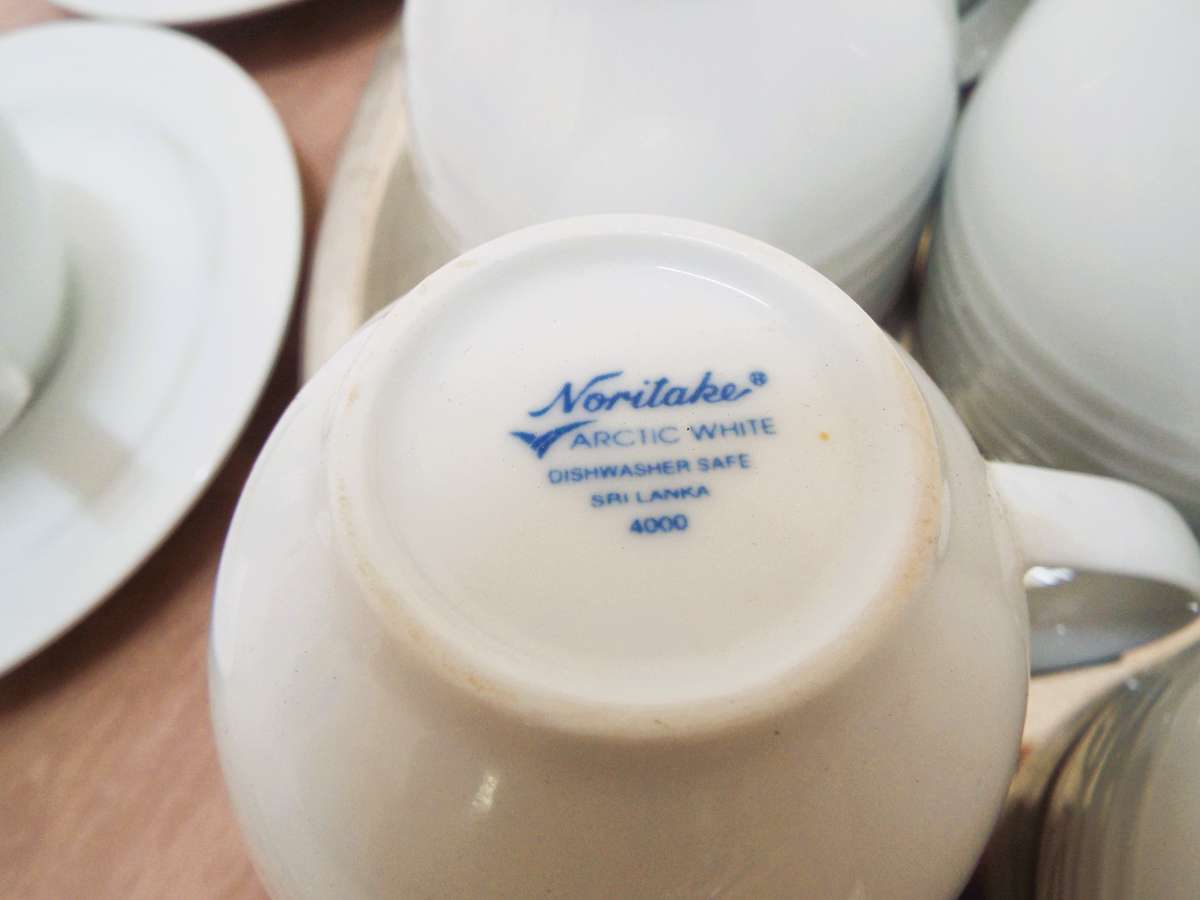 Noritake®
ARCTIC WHITE
DISHWASHER SAFE
SRI LANKA
4000